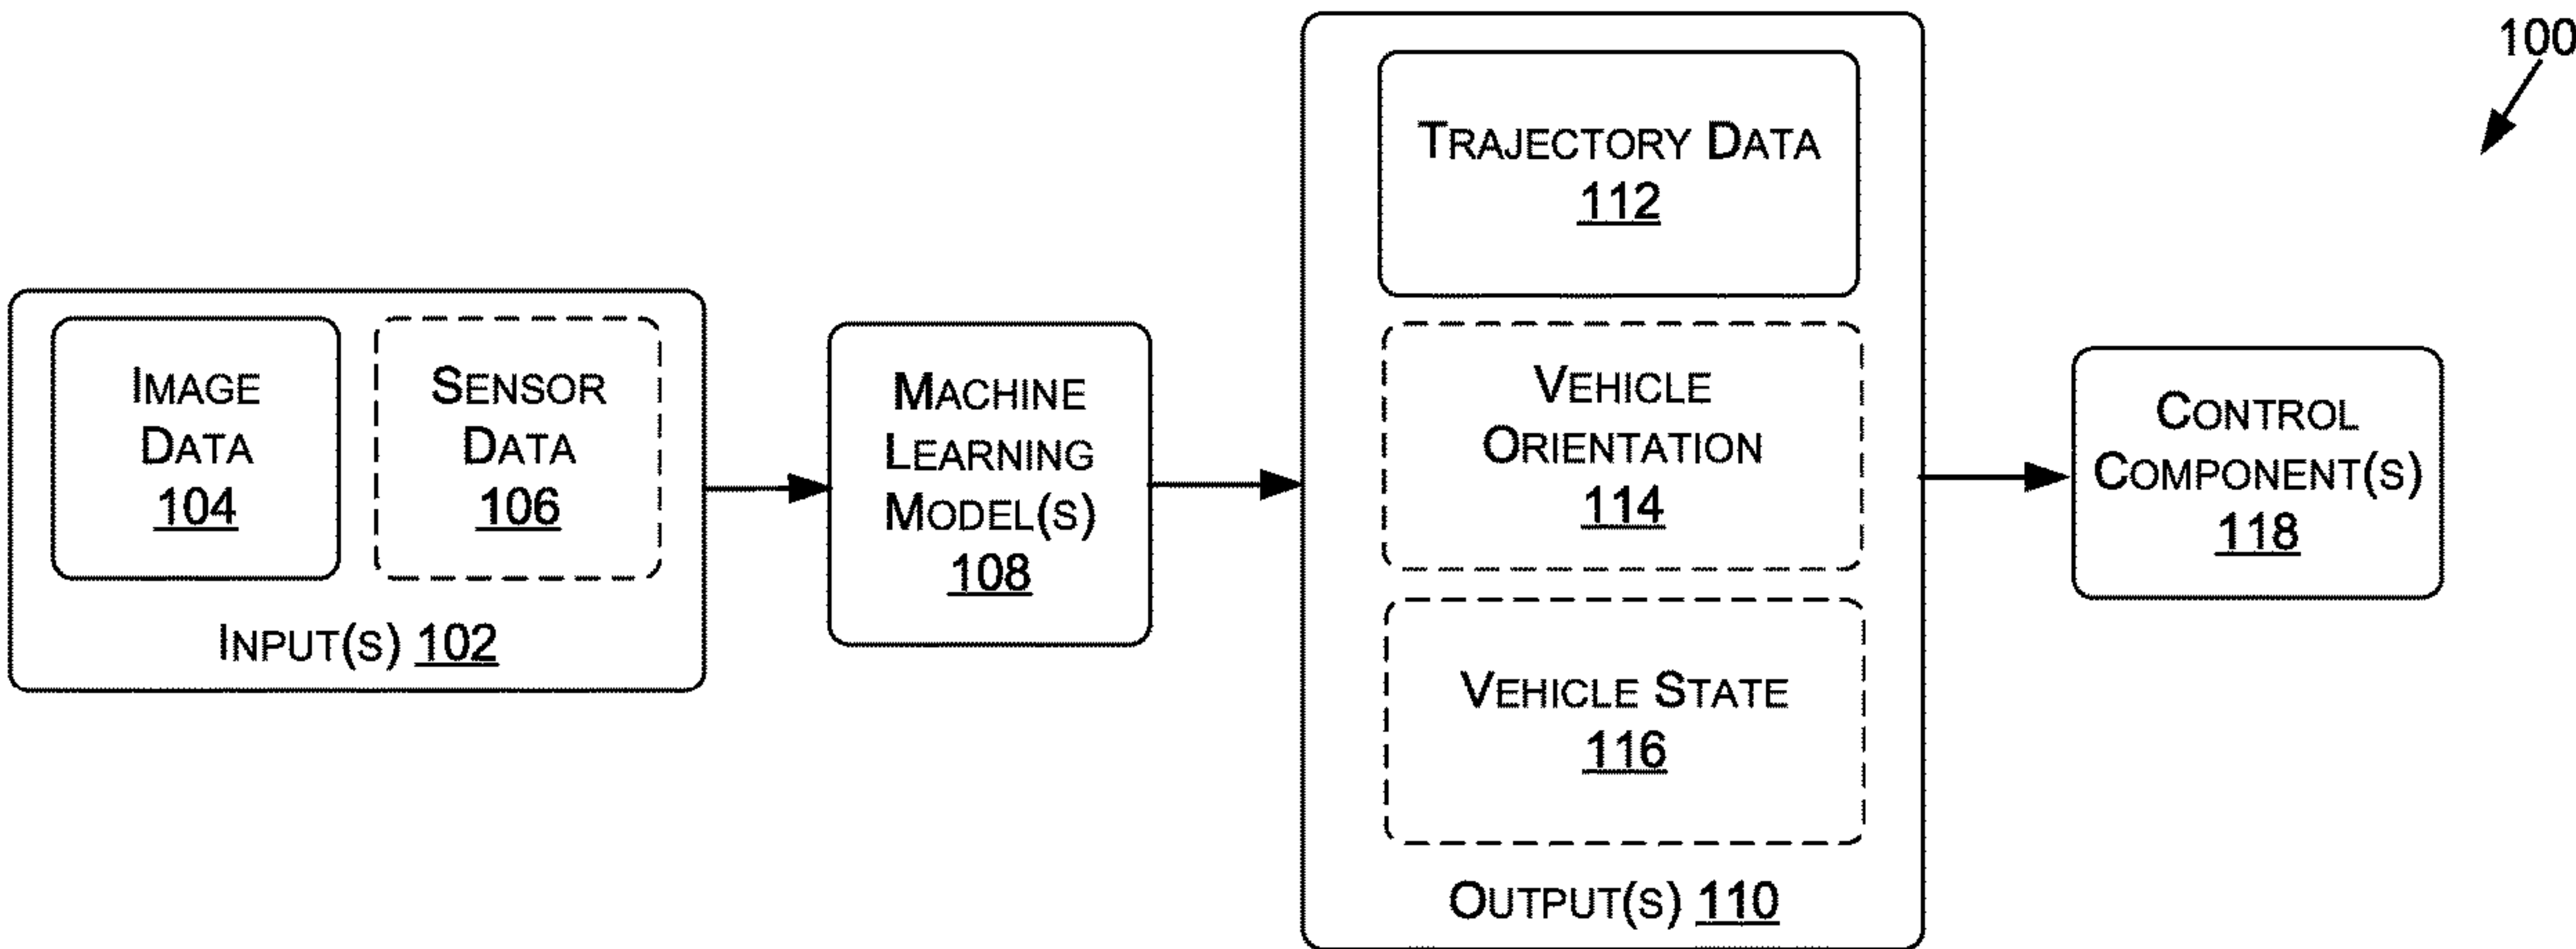 100
TRAJECTORY DATA
112
IMAGE
DATA
104
SENSOR
DATA
106
INPUT(S) 102
MACHINE
LEARNING
MODEL(S)
108
VEHICLE
ORIENTATION
114
VEHICLE STATE
116
OUTPUT(S) 110
CONTROL
COMPONENT(S)
118